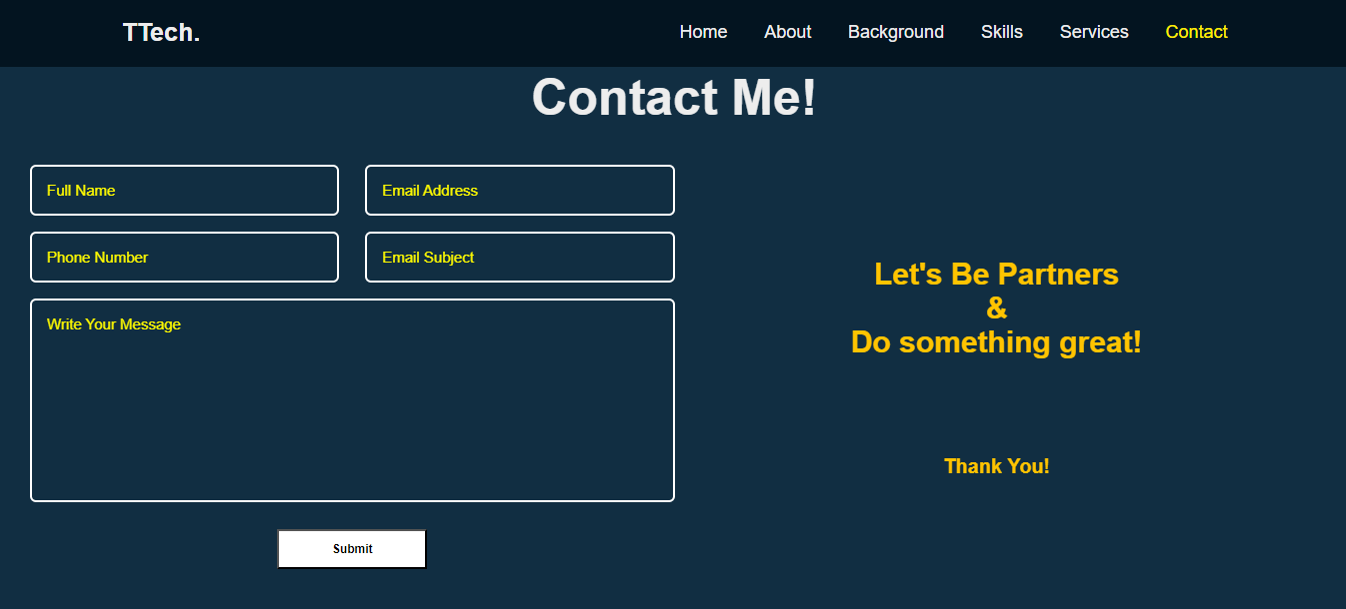 TTech.
Home About Background Skills Services Contact
Contact Me!
Full Name Email Address
Phone Number Email Subject
Write Your Message
Submit
Let's Be Partners
&
Do something great!
Thank You!